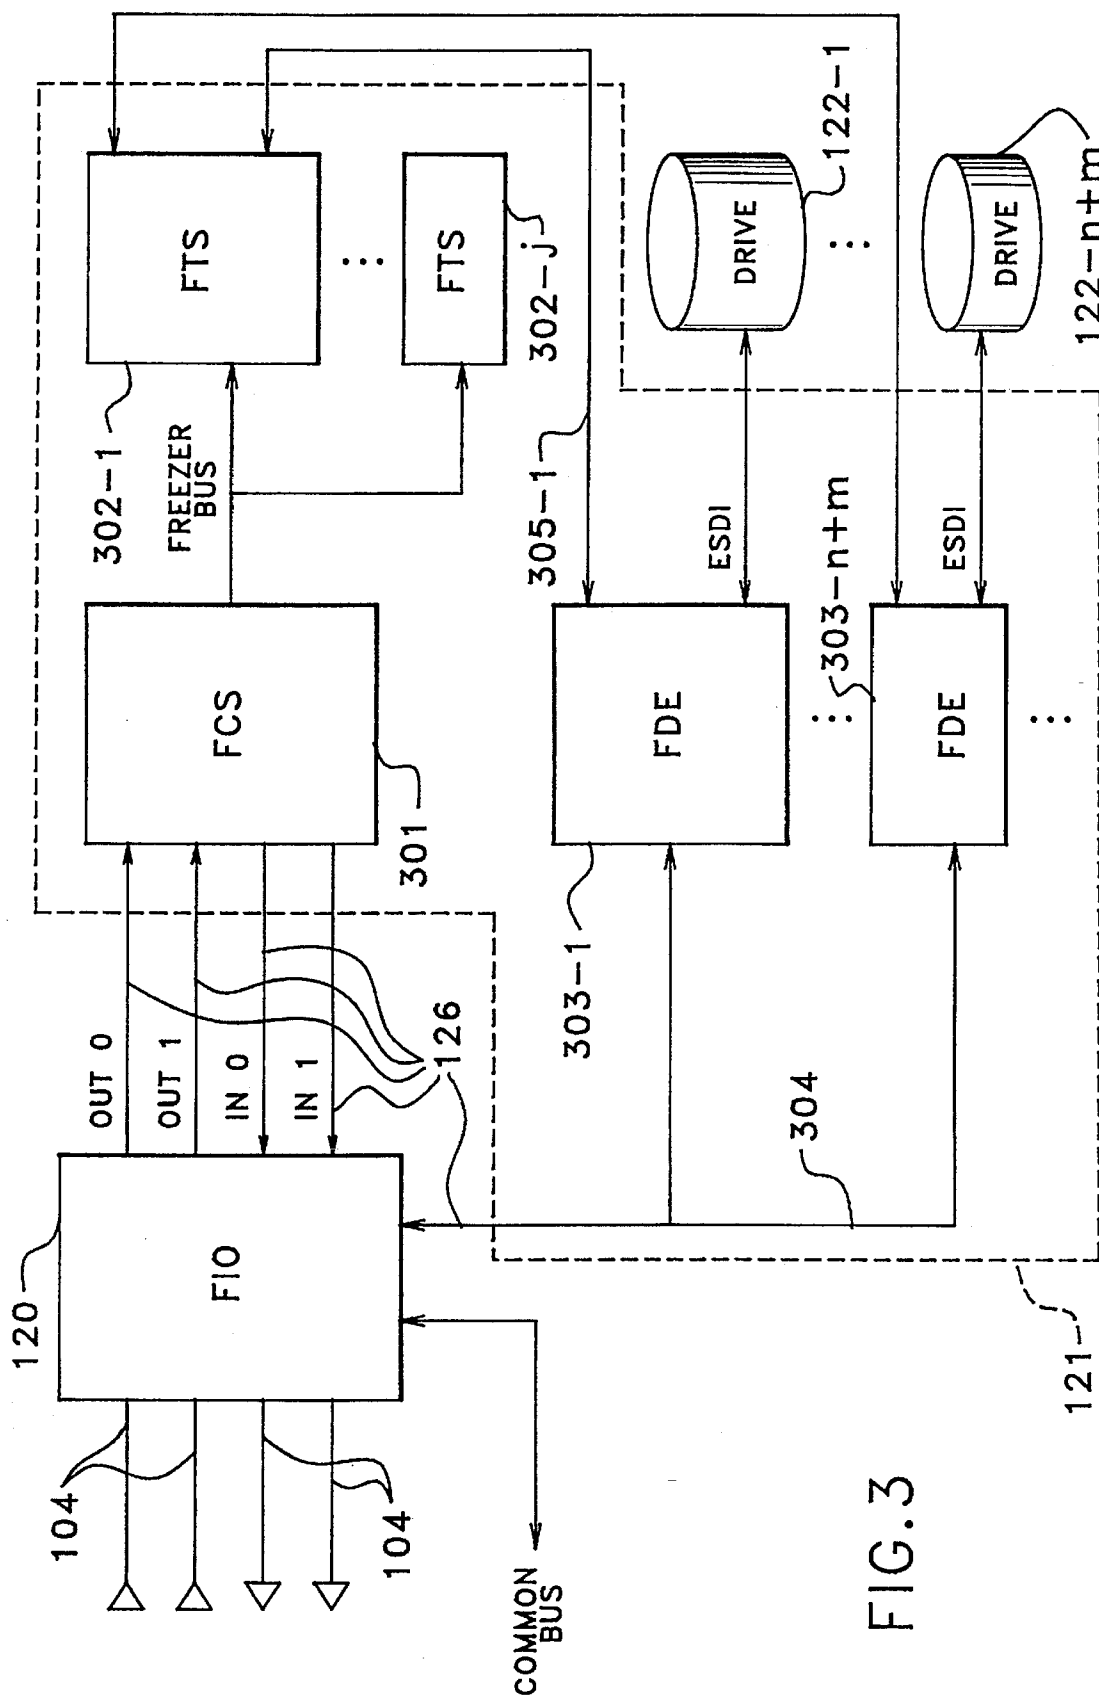 104
104
COMMON
BUS
120
FIO
OUT 0
OUT 1
IN 0
IN 1
126
FCS
301
FREEZER
BUS
302-1
FTS
FTS
302-j
304
303-1
FDE
305-1
ESDI
DRIVE
122-1
303-n+m
FDE
ESDI
DRIVE
122-n+m
121
FIG.3